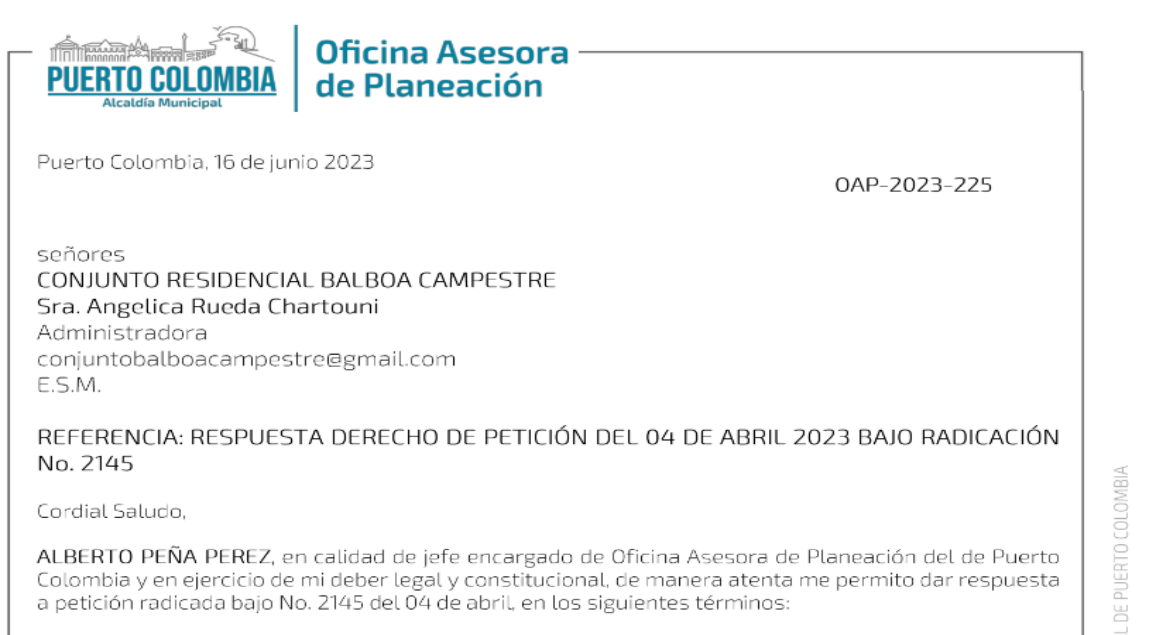 PUERTO COLOMBIA
Alcaldía Municipal
Oficina Asesora
de Planeación
Puerto Colombia, 16 de junio 2023
OAP-2023-225
señores
CONJUNTO RESIDENCIAL BALBOA CAMPESTRE
Sra. Angelica Rueda Chartouni
Administradora
conjuntobalboacampestre@gmail.com
E.S.M.
REFERENCIA: RESPUESTA DERECHO DE PETICIÓN DEL 04 DE ABRIL 2023 BAJO RADICACIÓN
No. 2145
Cordial Saludo,
ALBERTO PEÑA PEREZ, en calidad de jefe encargado de Oficina Asesora de Planeación del de Puerto
Colombia y en ejercicio de mi deber legal y constitucional, de manera atenta me permito dar respuesta
a petición radicada bajo No. 2145 del 04 de abril, en los siguientes términos:
L DE PUERTO COLOMBIA